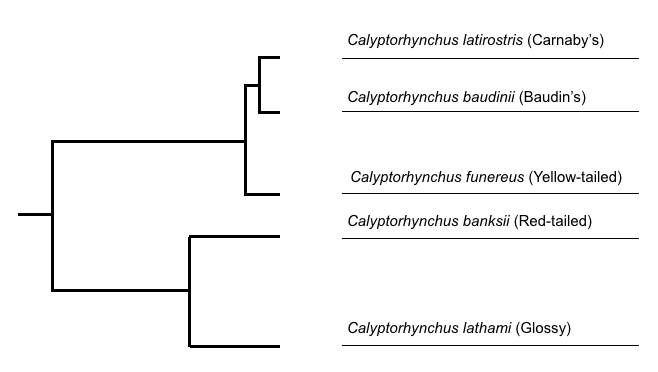 Calyptorhynchus latirostris (Carnaby’s)
Calyptorhynchus baudinii (Baudin’s)
Calyptorhynchus funereus (Yellow-tailed)
Calyptorhynchus banksii (Red-tailed)
Calyptorhynchus lathami (Glossy)